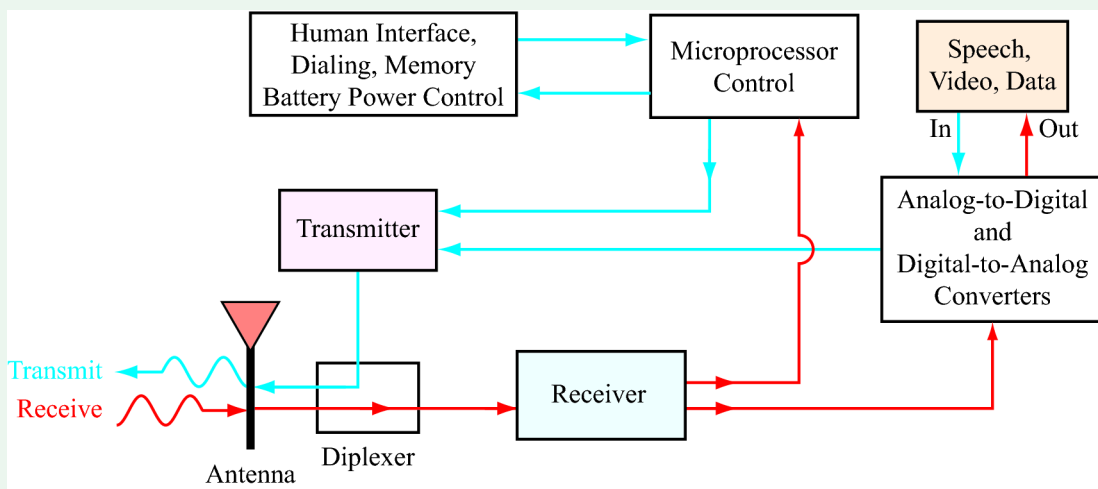 Human Interface,
Dialing, Memory
Battery Power Control
Microprocessor
Control
Speech,
Video, Data
In
Out
Transmitter
Analog-to-Digital
and
Digital-to-Analog
Converters
Transmit
Receive
Receiver
Antenna
Diplexer